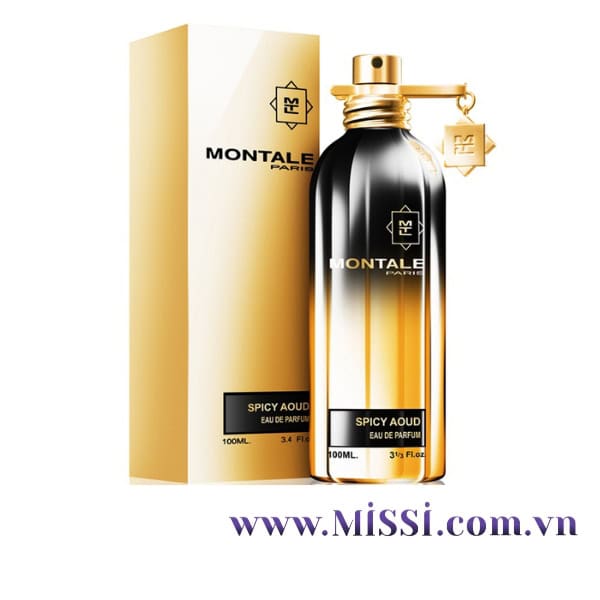 MONTALE
PARIS
SPICY AOUD
EAU DE PARFUM
100ML. 3.4 Fl.o
MONTALE
PARIS
SPICY AOUD
EAU DE PARFUM
100ML. 3⅓ Fl.oz
www.MiSSi.com.vn